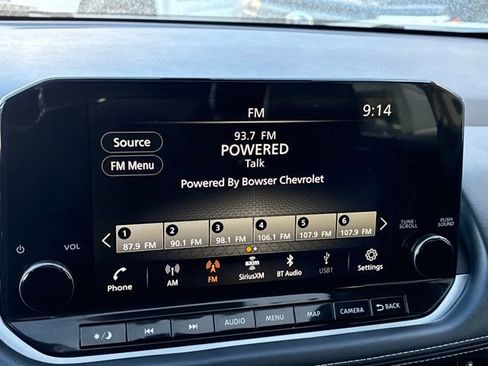 FM 9:14
Source
93.7 FM
POWERED
FM Menu
Talk
Powered By Bowser Chevrolet
1 2 3 4 5 6
87.9 FM 90.1 FM 98.1 FM 106.1 FM 107.9 FM 107.9 FM
VOL
TUNE-SCROLL
PUSH SOUND
Phone AM FM sxm SiriusXM BT Audio USB1 Settings
AUDIO MENU MAP CAMERA BACK